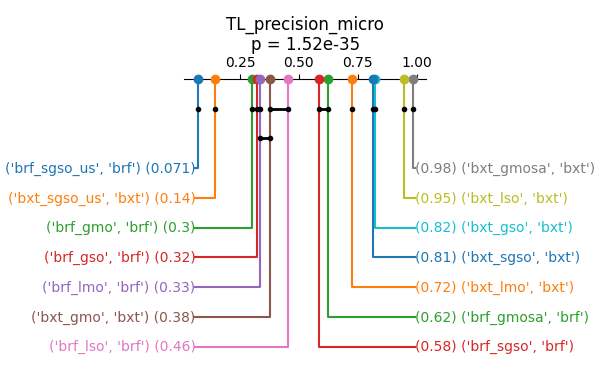 TL_precision_micro
p = 1.52e-35
0.25 0.50 0.75 1.00
('brf_sgso_us', 'brf') (0.071)
(0.98) ('bxt_gmosa', 'bxt')
('bxt_sgso_us', 'bxt') (0.14)
(0.95) ('bxt_lso', 'bxt')
('brf_gmo', 'brf') (0.3)
(0.82) ('bxt_gso', 'bxt')
('brf_gso', 'brf') (0.32)
(0.81) ('bxt_sgso', 'bxt')
('brf_lmo', 'brf') (0.33)
(0.72) ('bxt_lmo', 'bxt')
('bxt_gmo', 'bxt') (0.38)
(0.62) ('brf_gmosa', 'brf')
('brf_lso', 'brf') (0.46)
(0.58) ('brf_sgso', 'brf')